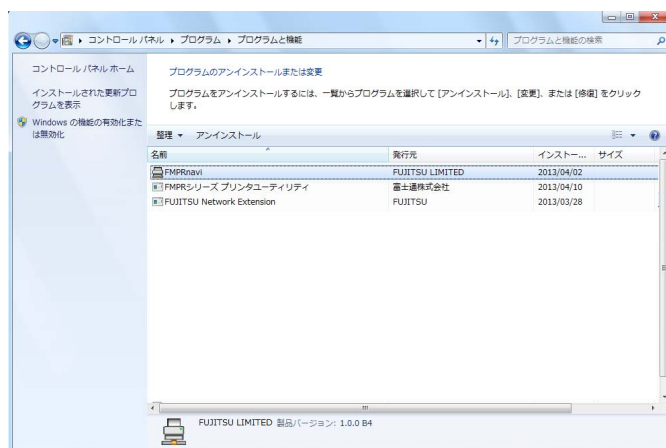 コントロール パネル ▸ プログラム ▸ プログラムと機能
プログラムと機能の検索
コントロール パネル ホーム
インストールされた更新プロ
グラムを表示
Windows の機能の有効化また
は無効化
プログラムのアンインストールまたは変更
プログラムをアンインストールするには、一覧からプログラムを選択して [アンインストール]、[変更]、または [修復] をクリック
します。
整理 ▼ アンインストール
名前 発行元 インストー... サイズ
FMPRnavi FUJITSU LIMITED 2013/04/02
FMPRシリーズ プリンタユーティリティ 富士通株式会社 2013/04/10
FUJITSU Network Extension FUJITSU 2013/03/28
FUJITSU LIMITED 製品バージョン: 1.0.0 B4